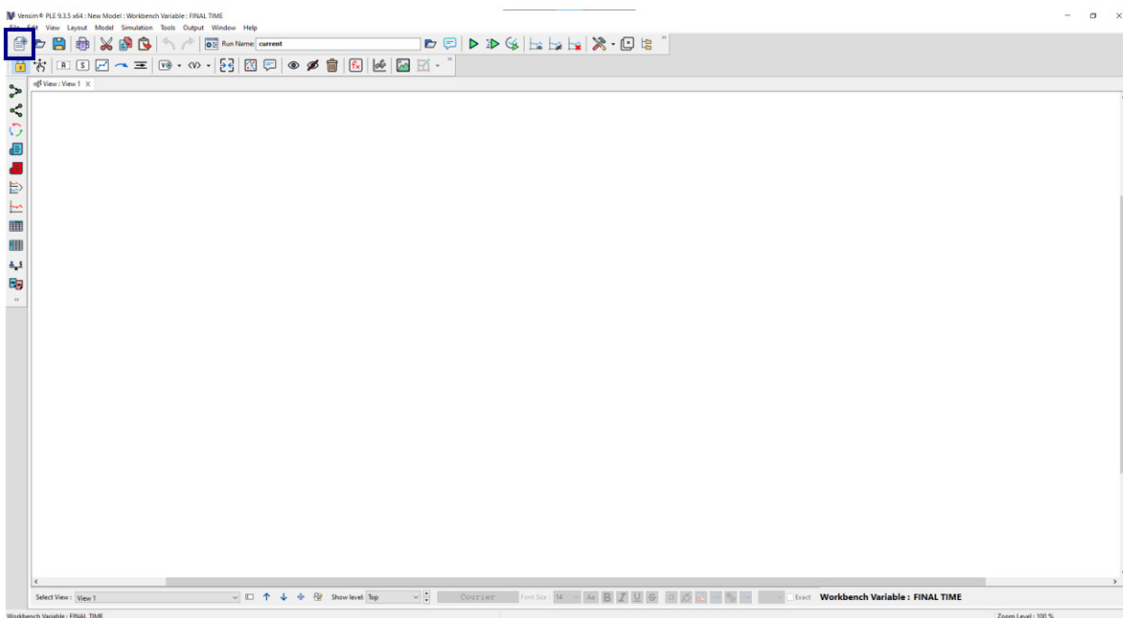 Vensim® PLE 9.3.5 x64 : New Model : Workbench Variable : FINAL TIME
File Edit View Layout Model Simulation Tools Output Window Help
Run Name: current
View : View 1
Select View : View 1 Show level: Top Courier Font Size : 14 Aa B I U S Exact Workbench Variable : FINAL TIME
Workbench Variable : FINAL TIME Zoom Level : 100 %